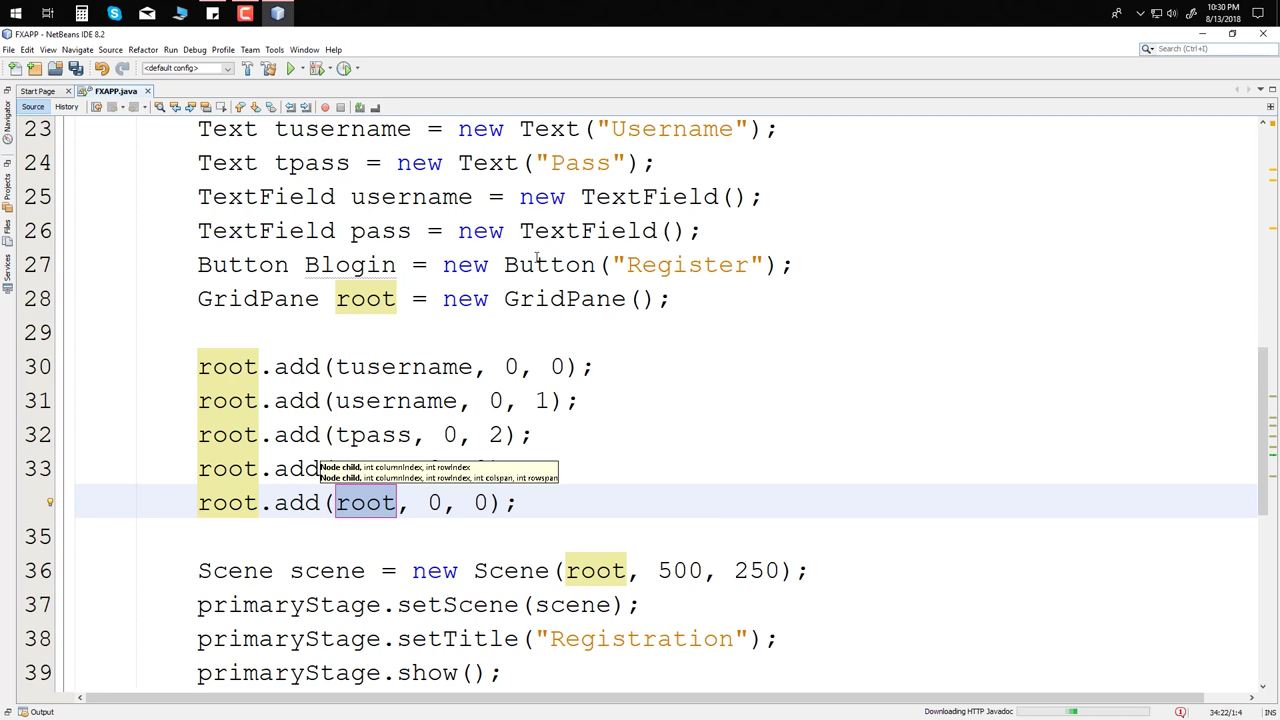 10:30 PM
8/13/2018
FXAPP - NetBeans IDE 8.2
File Edit View Navigate Source Refactor Run Debug Profile Team Tools Window Help
Search (Ctrl+I)
<default config>
Start Page
FXAPP.java
Source History
Navigator
Projects
Files
Services
23 Text tusername = new Text("Username");
24 Text tpass = new Text("Pass");
25 TextField username = new TextField();
26 TextField pass = new TextField();
27 Button Blogin = new Button("Register");
28 GridPane root = new GridPane();
29
30 root.add(tusername, 0, 0);
31 root.add(username, 0, 1);
32 root.add(tpass, 0, 2);
33 root.add(
Node child, int columnIndex, int rowIndex
Node child, int columnIndex, int rowIndex, int colspan, int rowspan
root.add(root, 0, 0);
35
36 Scene scene = new Scene(root, 500, 250);
37 primaryStage.setScene(scene);
38 primaryStage.setTitle("Registration");
39 primaryStage.show();
Output
Downloading HTTP Javadoc
34:22/1:4
INS